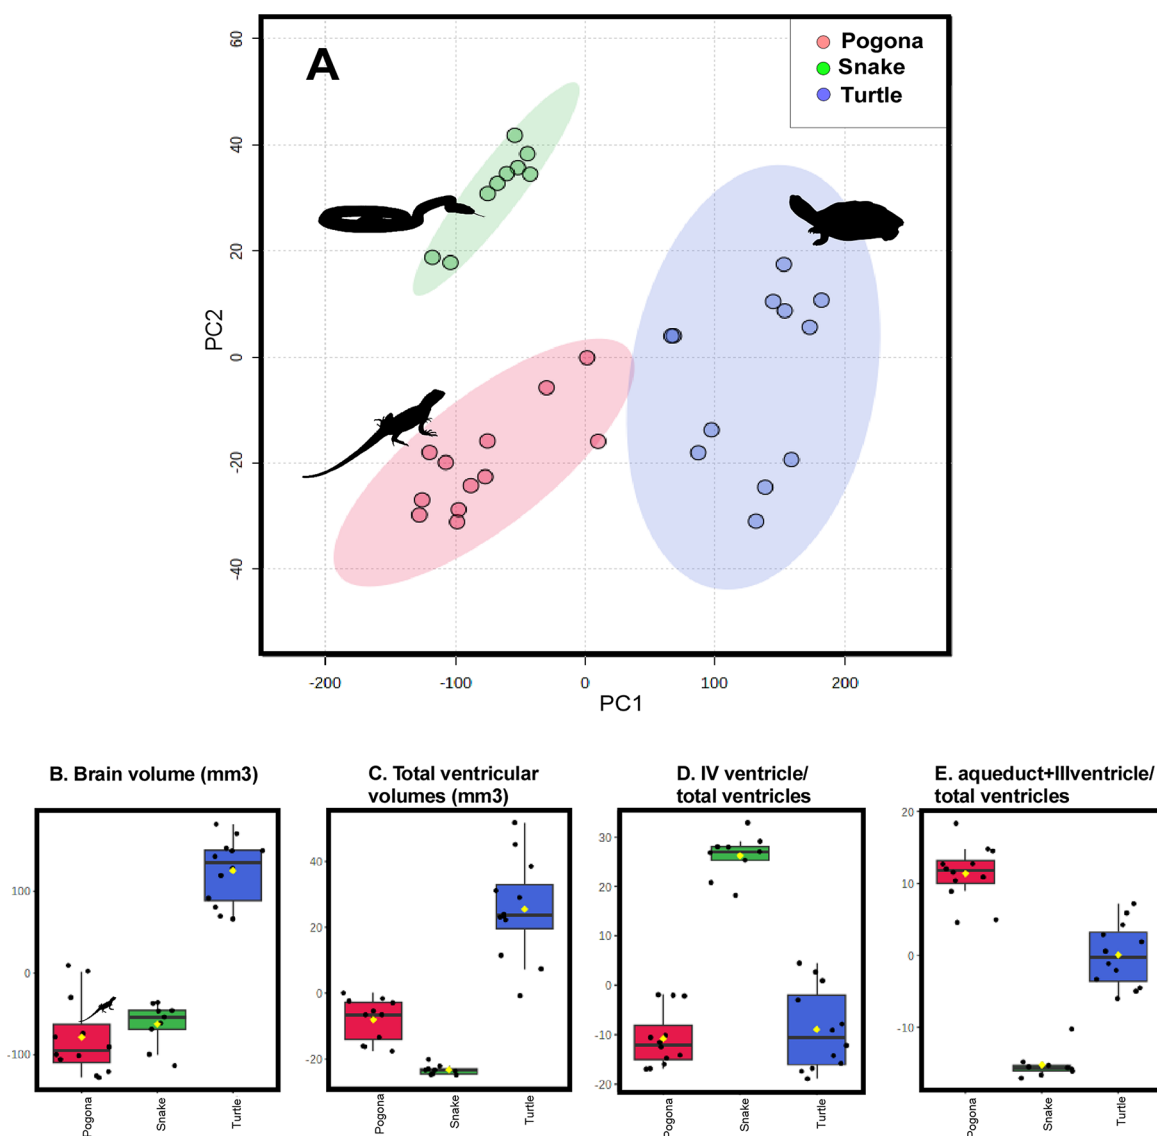 A
Pogona
Snake
Turtle
60
40
20
0
-20
-40
PC2
-200
-100
0
100
200
PC1
B. Brain volume (mm3)
100
0
-100
Pogona
Snake
Turtle
C. Total ventricular
volumes (mm3)
40
20
0
-20
Pogona
Snake
Turtle
D. IV ventricle/
total ventricles
30
20
10
0
-10
-20
Pogona
Snake
Turtle
E. aqueduct+IIIventricle/
total ventricles
20
10
0
-10
Pogona
Snake
Turtle